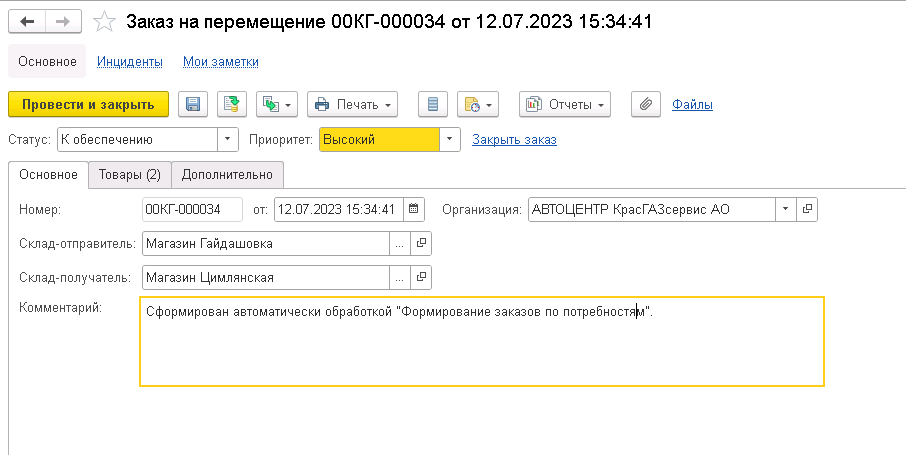 Заказ на перемещение 00КГ-000034 от 12.07.2023 15:34:41
Основное Инциденты Мои заметки
Провести и закрыть Печать Отчеты Файлы
Статус: К обеспечению Приоритет: Высокий Закрыть заказ
Основное Товары (2) Дополнительно
Номер: 00КГ-000034 от: 12.07.2023 15:34:41 Организация: АВТОЦЕНТР КрасГАЗсервис АО
Склад-отправитель: Магазин Гайдашовка ...
Склад-получатель: Магазин Цимлянская ...
Комментарий: Сформирован автоматически обработкой "Формирование заказов по потребностям".